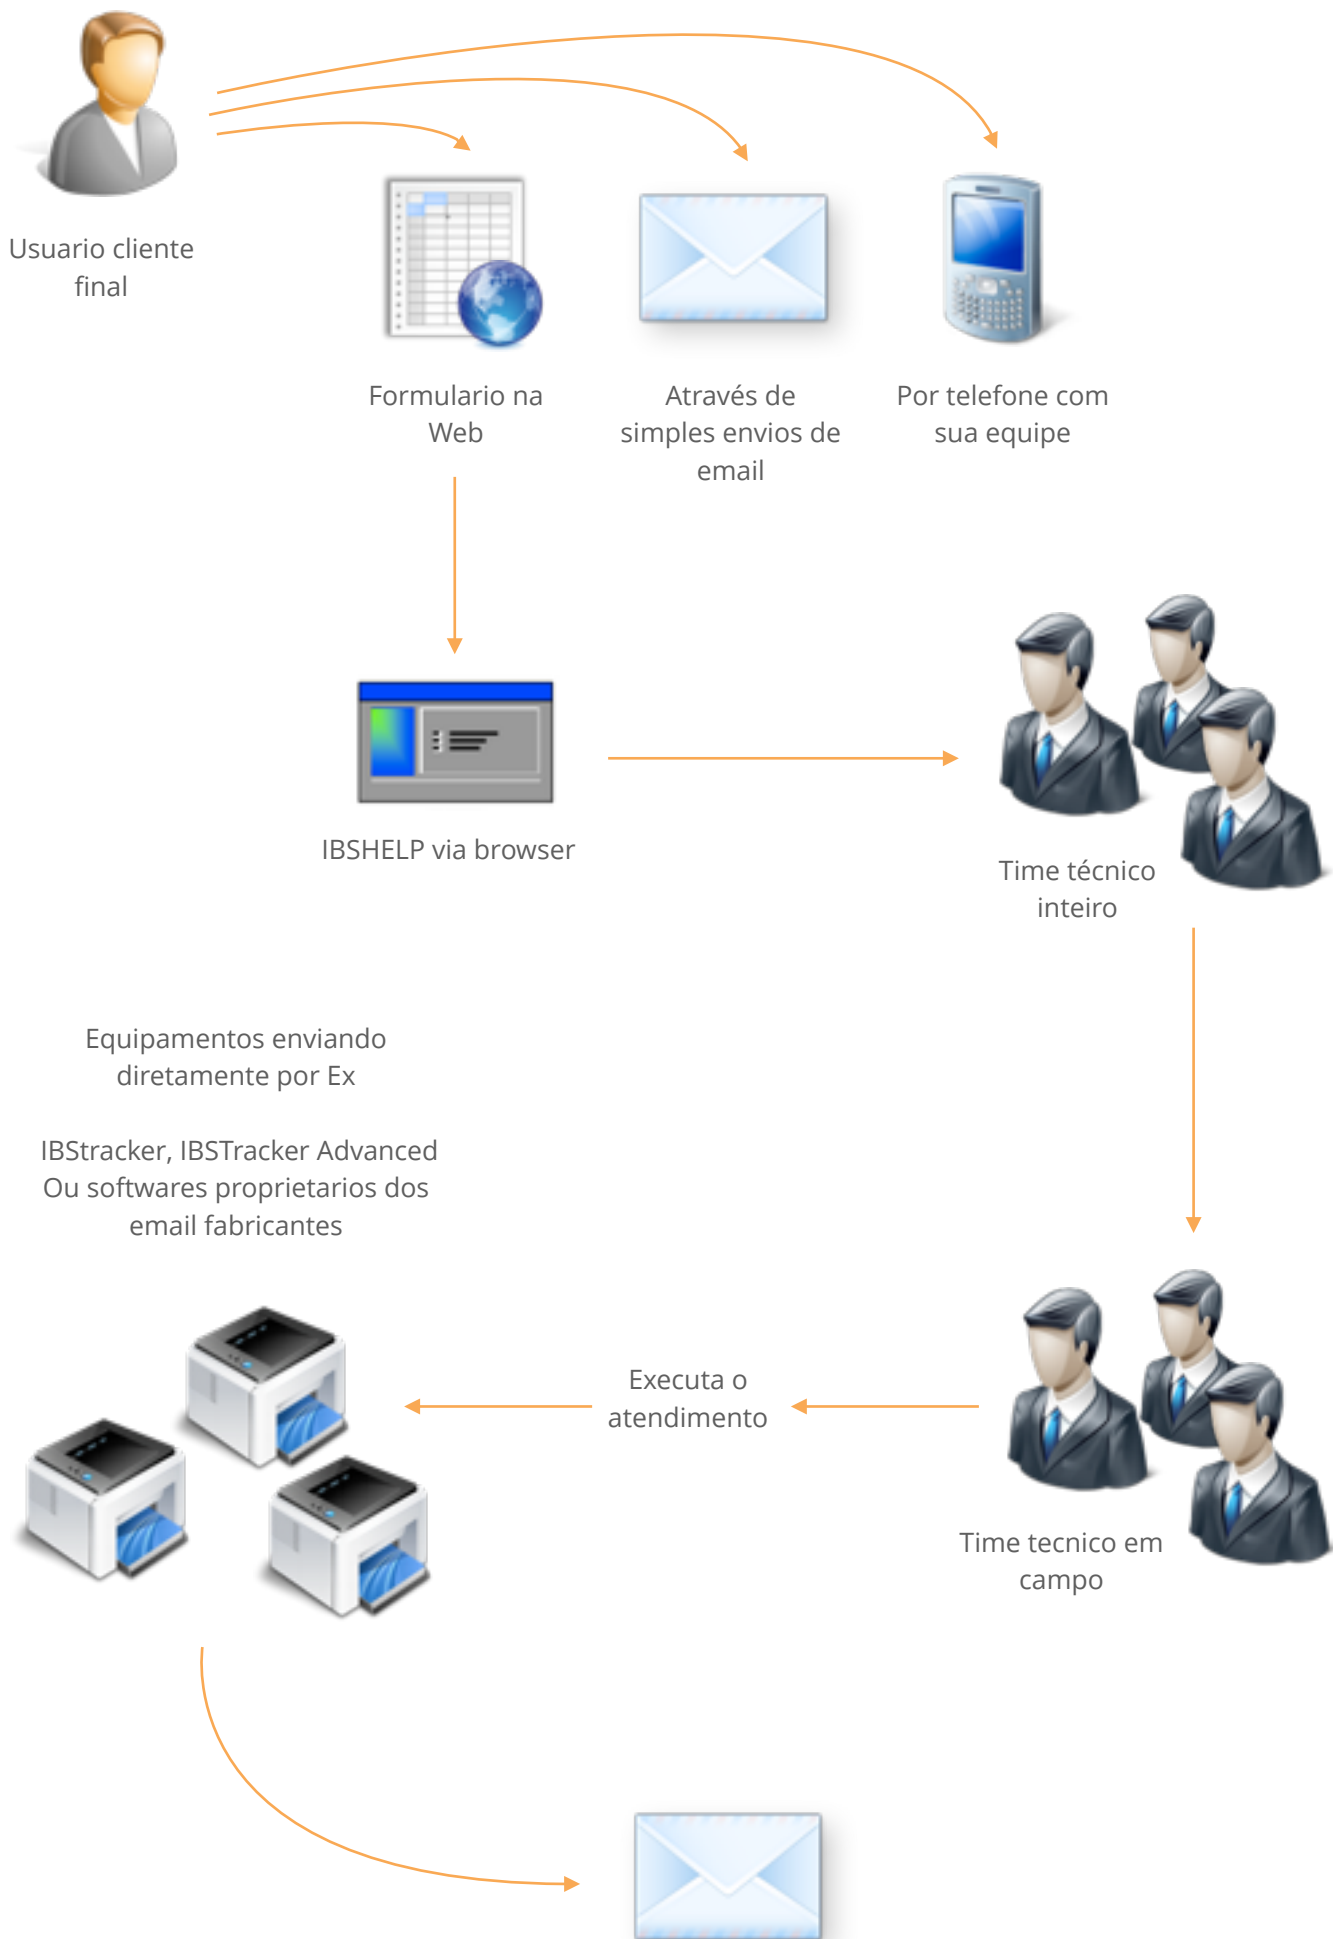 Usuario cliente
final
Formulario na
Web
Através de
simples envios de
email
Por telefone com
sua equipe
IBSHELP via browser
Time técnico
inteiro
Equipamentos enviando
diretamente por Ex
IBStracker, IBSTracker Advanced
Ou softwares proprietarios dos
email fabricantes
Executa o
atendimento
Time tecnico em
campo